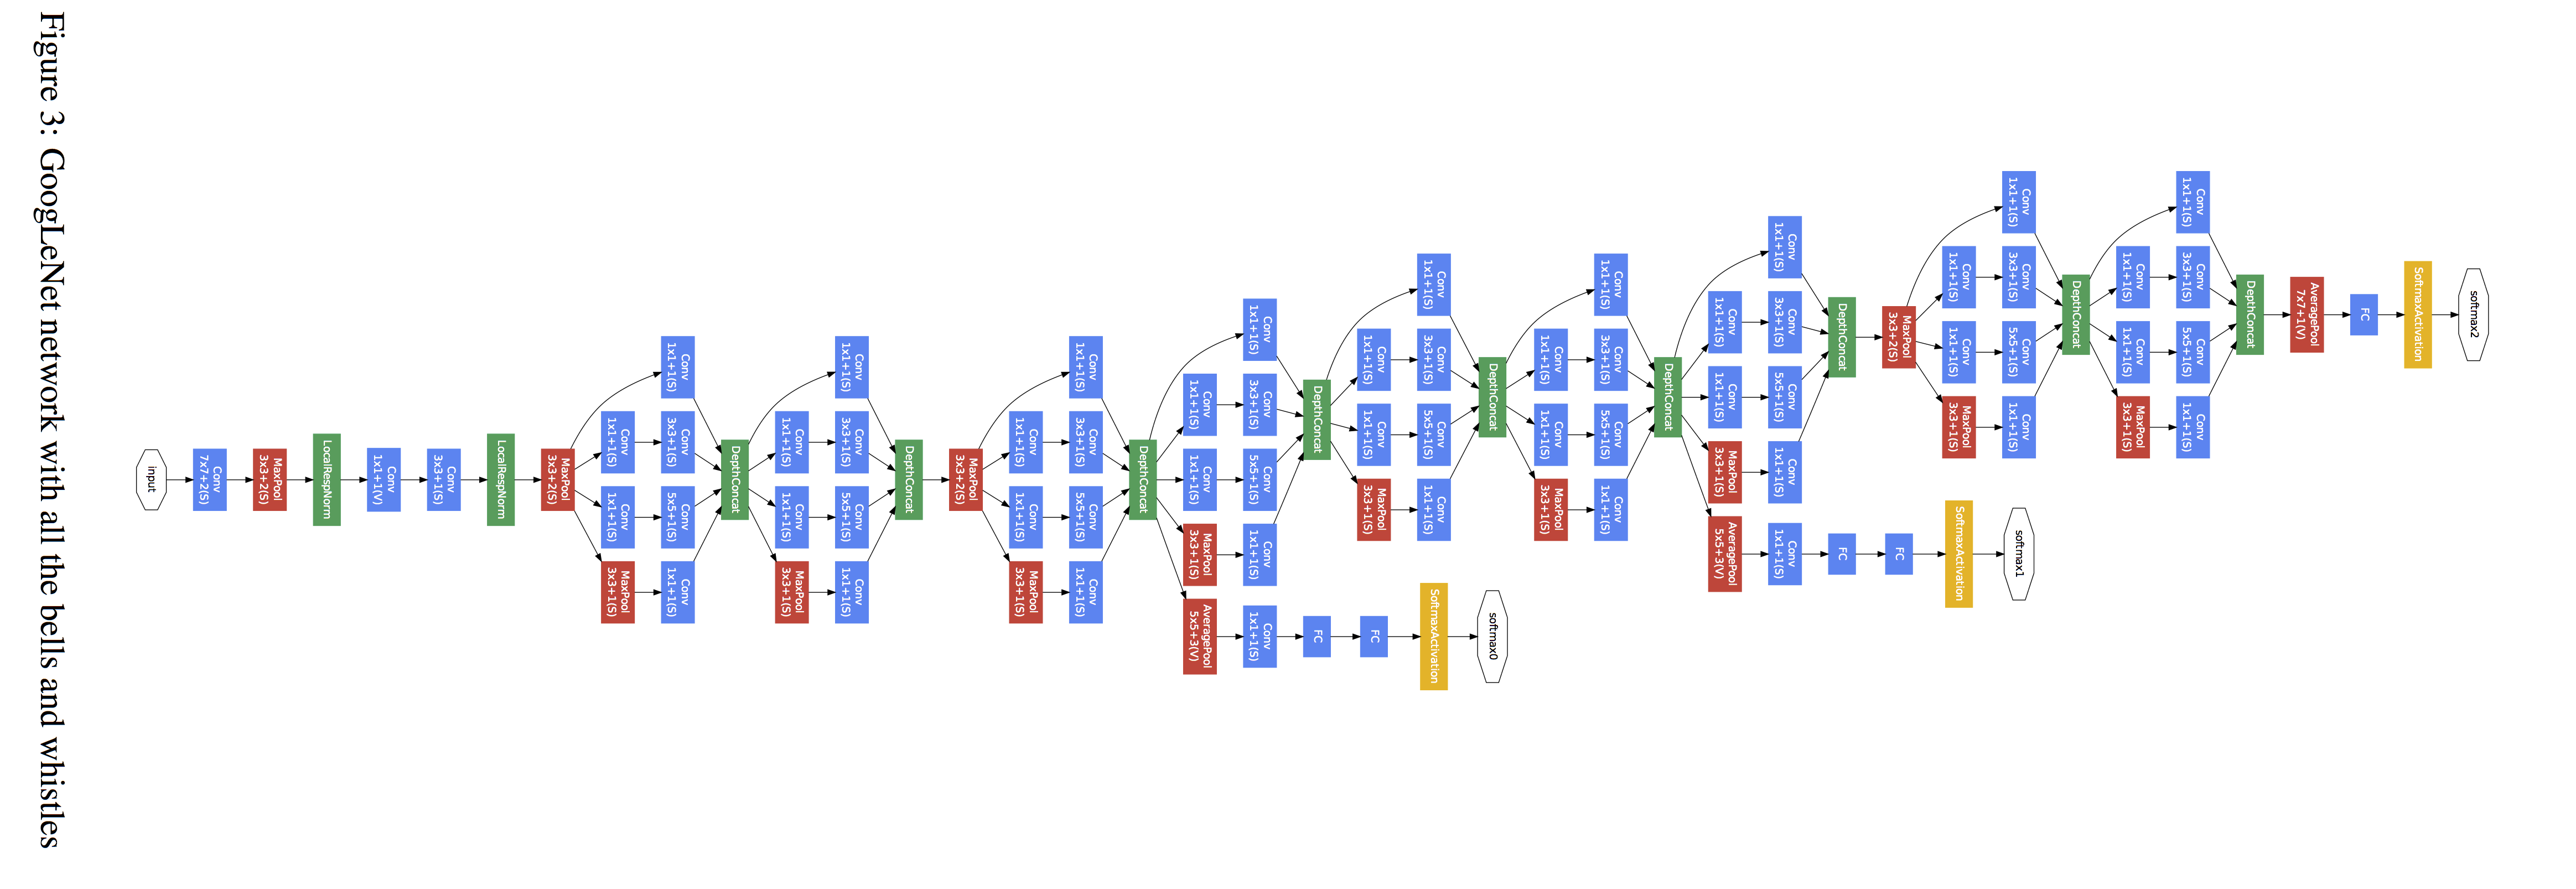 softmax2
SoftmaxActivation
FC
AveragePool
7x7+1(V)
DepthConcat
Conv
1x1+1(S)
Conv
3x3+1(S)
Conv
5x5+1(S)
Conv
1x1+1(S)
Conv
1x1+1(S)
Conv
1x1+1(S)
MaxPool
3x3+1(S)
DepthConcat
Conv
1x1+1(S)
Conv
3x3+1(S)
Conv
5x5+1(S)
Conv
1x1+1(S)
softmax1
Conv
1x1+1(S)
Conv
1x1+1(S)
MaxPool
3x3+1(S)
SoftmaxActivation
MaxPool
3x3+2(S)
FC
DepthConcat
FC
Conv
1x1+1(S)
Conv
3x3+1(S)
Conv
5x5+1(S)
Conv
1x1+1(S)
Conv
1x1+1(S)
Conv
1x1+1(S)
Conv
1x1+1(S)
MaxPool
3x3+1(S)
AveragePool
5x5+3(V)
DepthConcat
Conv
1x1+1(S)
Conv
3x3+1(S)
Conv
5x5+1(S)
Conv
1x1+1(S)
Conv
1x1+1(S)
Conv
1x1+1(S)
MaxPool
3x3+1(S)
DepthConcat
softmax0
Conv
1x1+1(S)
Conv
3x3+1(S)
Conv
5x5+1(S)
Conv
1x1+1(S)
SoftmaxActivation
Conv
1x1+1(S)
Conv
1x1+1(S)
MaxPool
3x3+1(S)
FC
DepthConcat
FC
Conv
1x1+1(S)
Conv
3x3+1(S)
Conv
5x5+1(S)
Conv
1x1+1(S)
Conv
1x1+1(S)
Conv
1x1+1(S)
Conv
1x1+1(S)
MaxPool
3x3+1(S)
AveragePool
5x5+3(V)
DepthConcat
Conv
1x1+1(S)
Conv
3x3+1(S)
Conv
5x5+1(S)
Conv
1x1+1(S)
Conv
1x1+1(S)
Conv
1x1+1(S)
MaxPool
3x3+1(S)
MaxPool
3x3+2(S)
DepthConcat
Conv
1x1+1(S)
Conv
3x3+1(S)
Conv
5x5+1(S)
Conv
1x1+1(S)
Conv
1x1+1(S)
Conv
1x1+1(S)
MaxPool
3x3+1(S)
DepthConcat
Conv
1x1+1(S)
Conv
3x3+1(S)
Conv
5x5+1(S)
Conv
1x1+1(S)
Conv
1x1+1(S)
Conv
1x1+1(S)
MaxPool
3x3+1(S)
MaxPool
3x3+2(S)
LocalRespNorm
Conv
3x3+1(S)
Conv
1x1+1(V)
LocalRespNorm
MaxPool
3x3+2(S)
Conv
7x7+2(S)
input
Figure 3: GoogLeNet network with all the bells and whistles